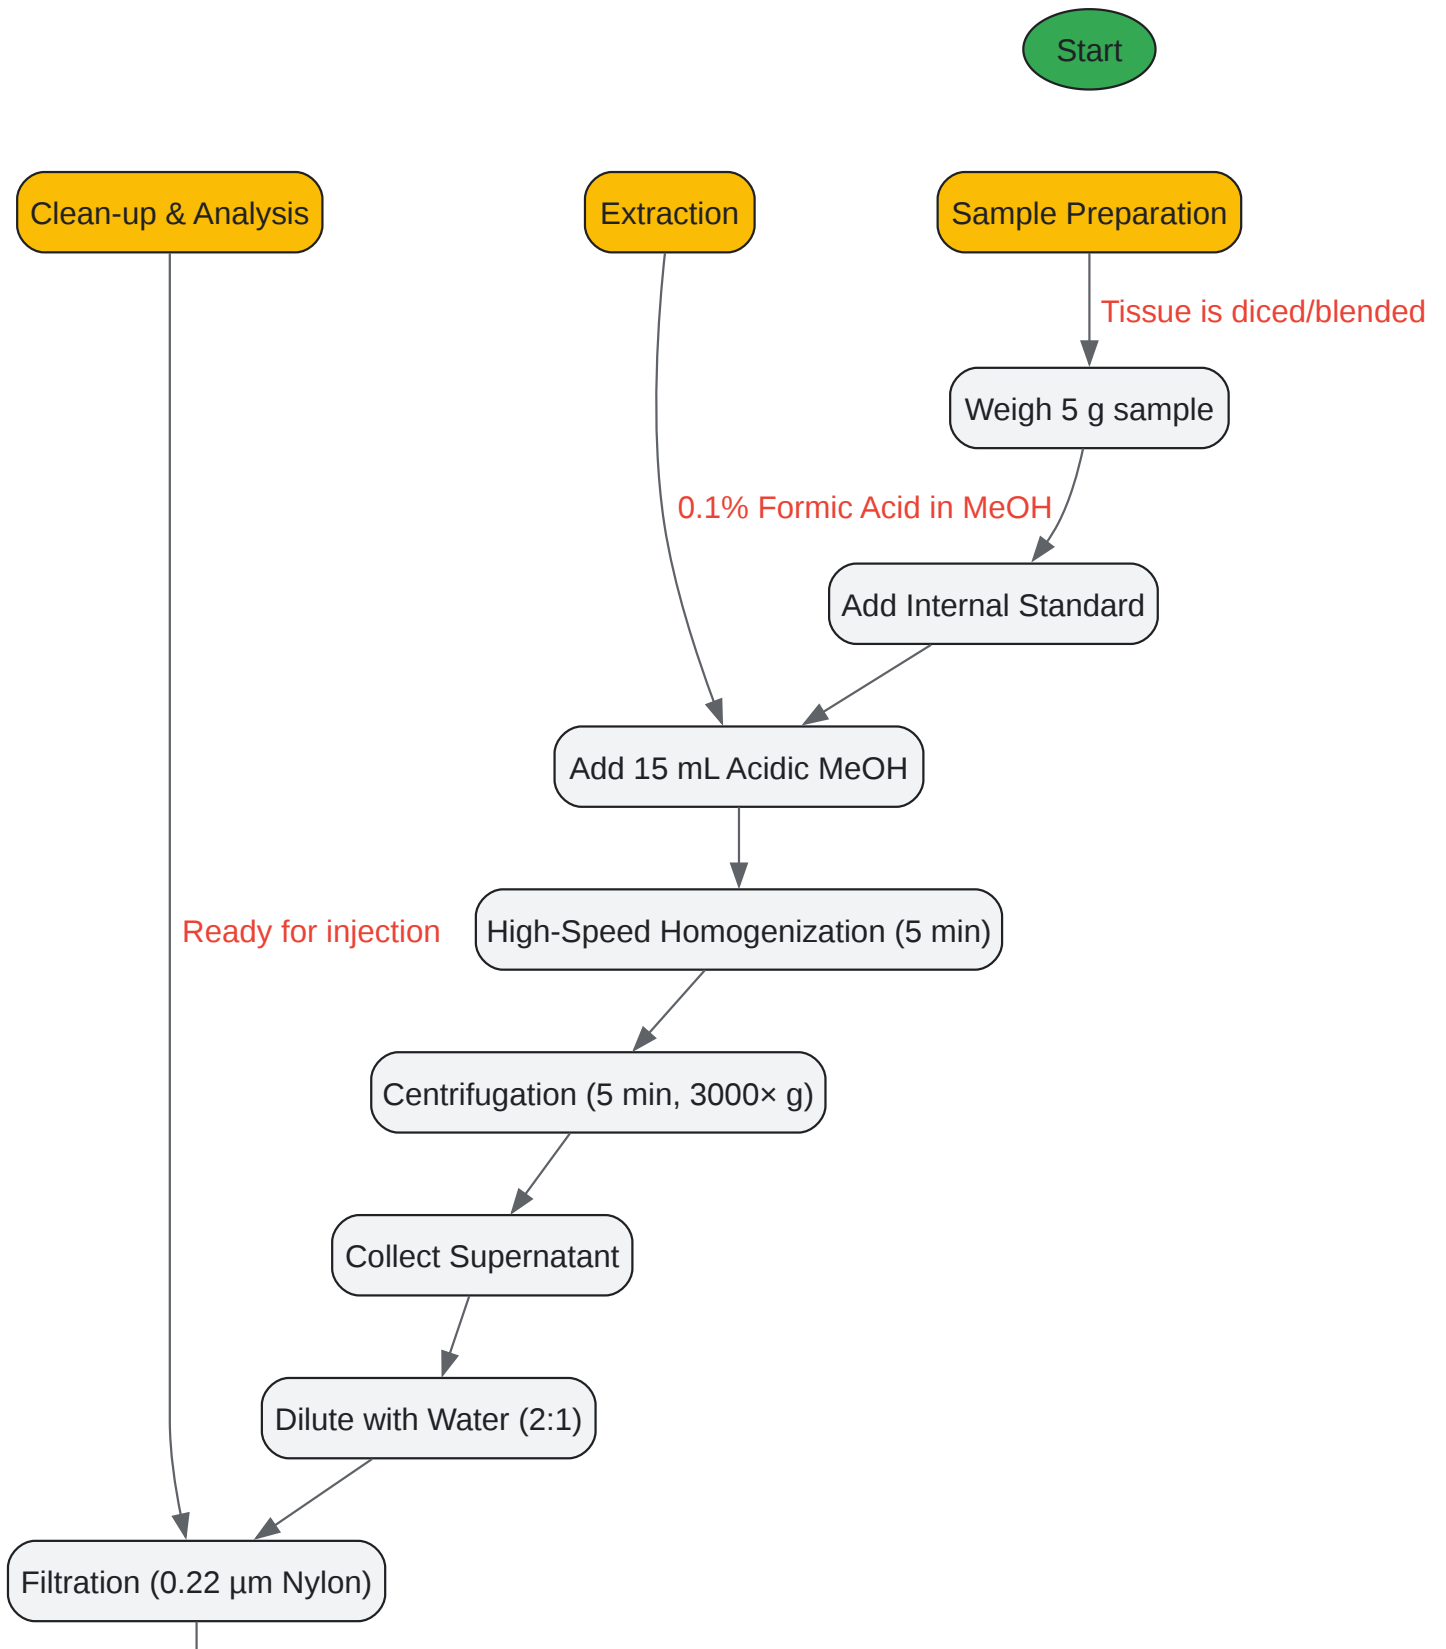 Start
Clean-up & Analysis
Extraction
Sample Preparation
Tissue is diced/blended
Weigh 5 g sample
0.1% Formic Acid in MeOH
Add Internal Standard
Add 15 mL Acidic MeOH
Ready for injection
High-Speed Homogenization (5 min)
Centrifugation (5 min, 3000× g)
Collect Supernatant
Dilute with Water (2:1)
Filtration (0.22 µm Nylon)